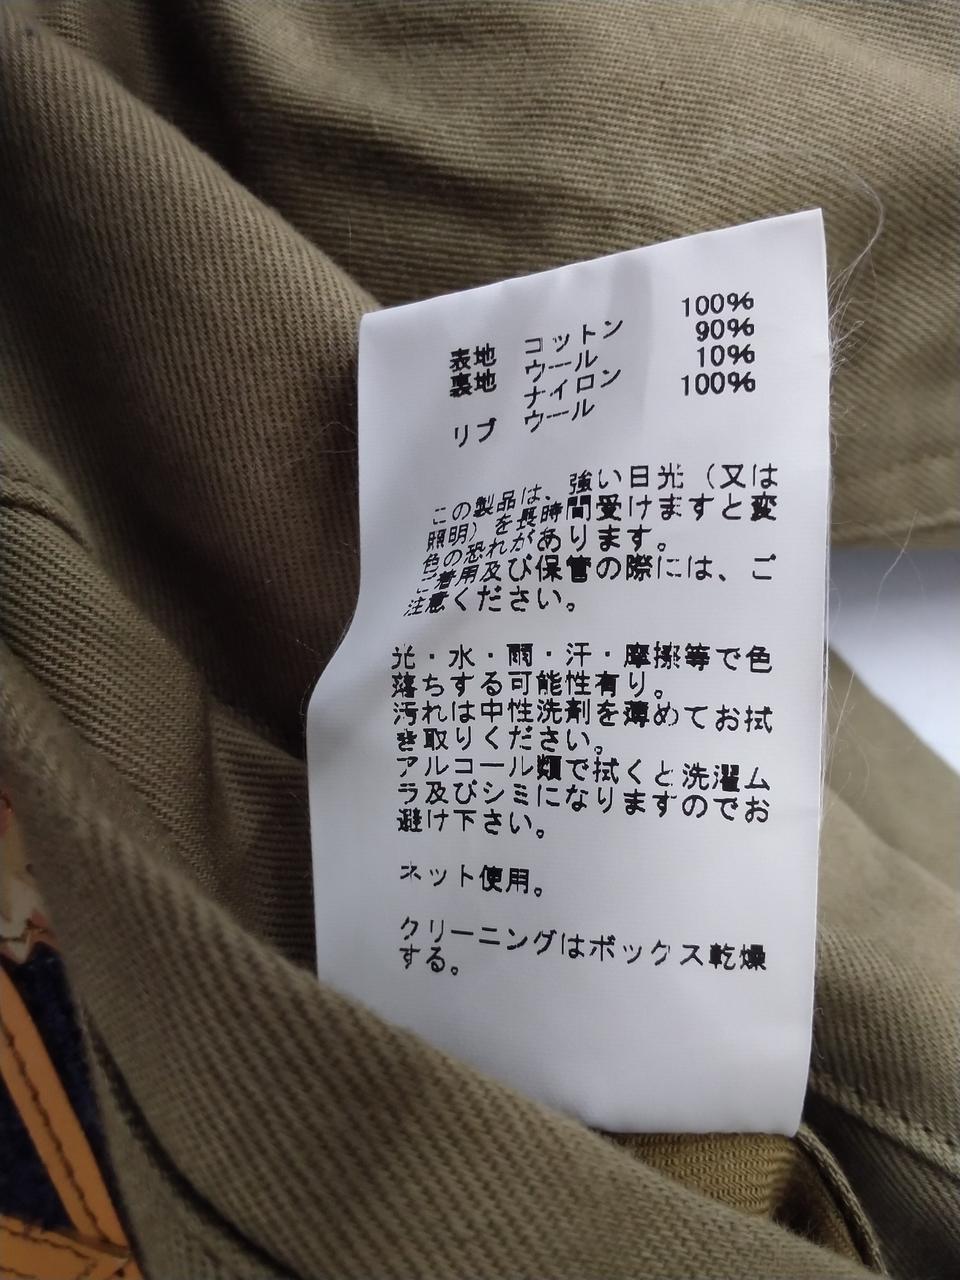 表地 コットン 100%
裏地 ウール 90%
ナイロン 10%
リブ ウール 100%
この製品は、強い日光（又は
照明）を長時間受けますと変
色の恐れがあります。
ご着用及び保管の際には、ご
注意ください。
光・水・雨・汗・摩擦等で色
落ちする可能性有り。
汚れは中性洗剤を薄めてお拭
き取りください。
アルコール類で拭くと洗濯ム
ラ及びシミになりますのでお
避け下さい。
ネット使用。
クリーニングはボックス乾燥
する。